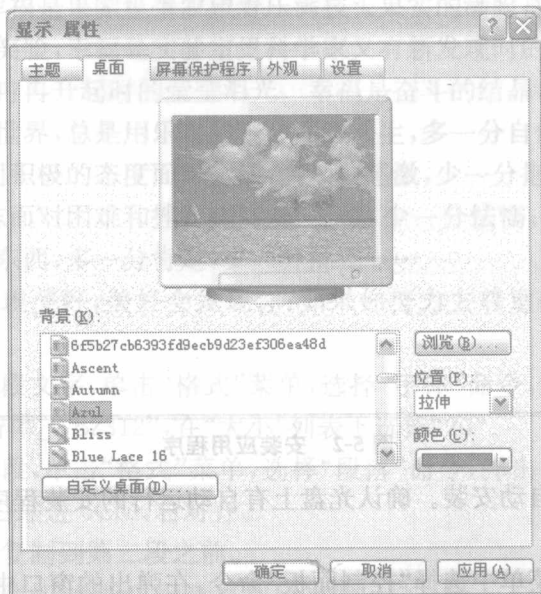 显示 属性
主题 桌面 屏幕保护程序 外观 设置
背景(K):
6f5b27cb6393fd9ecb9d23ef306ea48d
Ascent
Autumn
Azul
Bliss
Blue Lace 16
浏览(B)...
位置(P):
拉伸
颜色(C):
自定义桌面(D)...
确定 取消 应用(A)